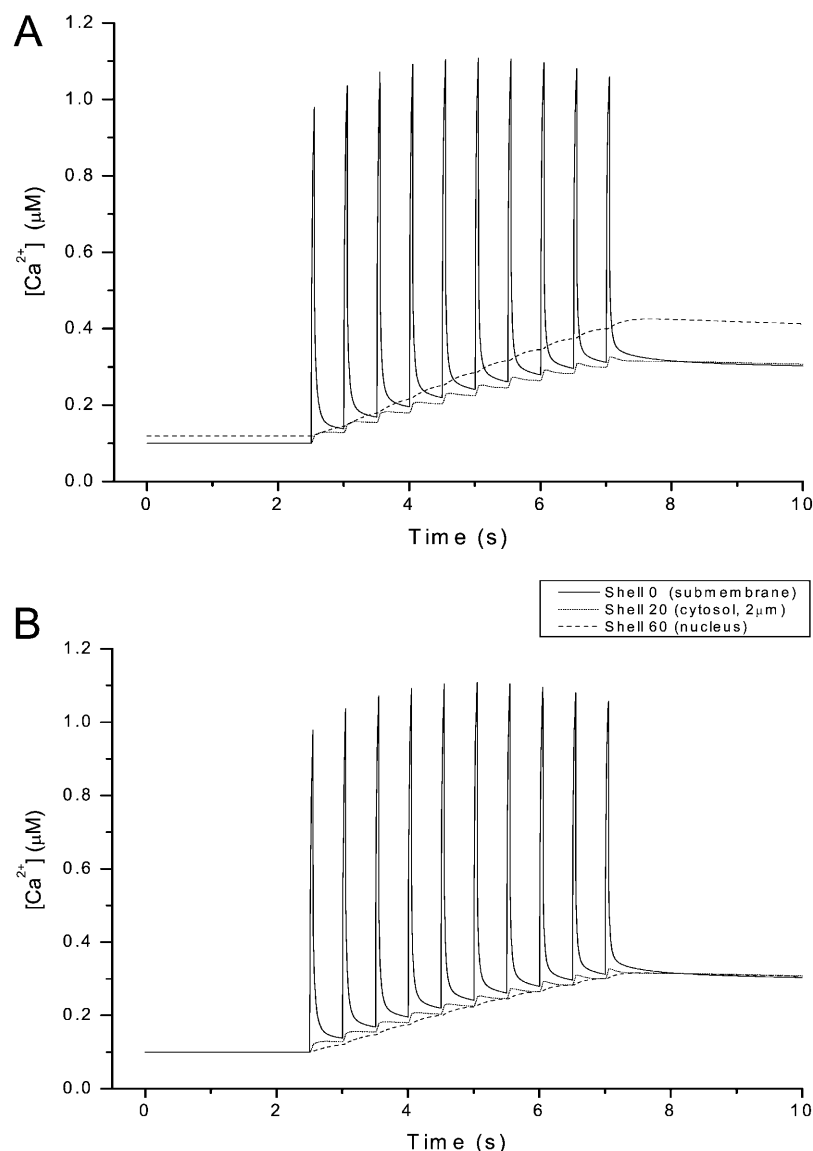 A
1.2
1.0
0.8
0.6
0.4
0.2
0.0
[Ca2+] (μM)
0 2 4 6 8 10
Time (s)
Shell 0 (submembrane)
Shell 20 (cytosol, 2μm)
Shell 60 (nucleus)
B
1.2
1.0
0.8
0.6
0.4
0.2
0.0
[Ca2+] (μM)
0 2 4 6 8 10
Time (s)